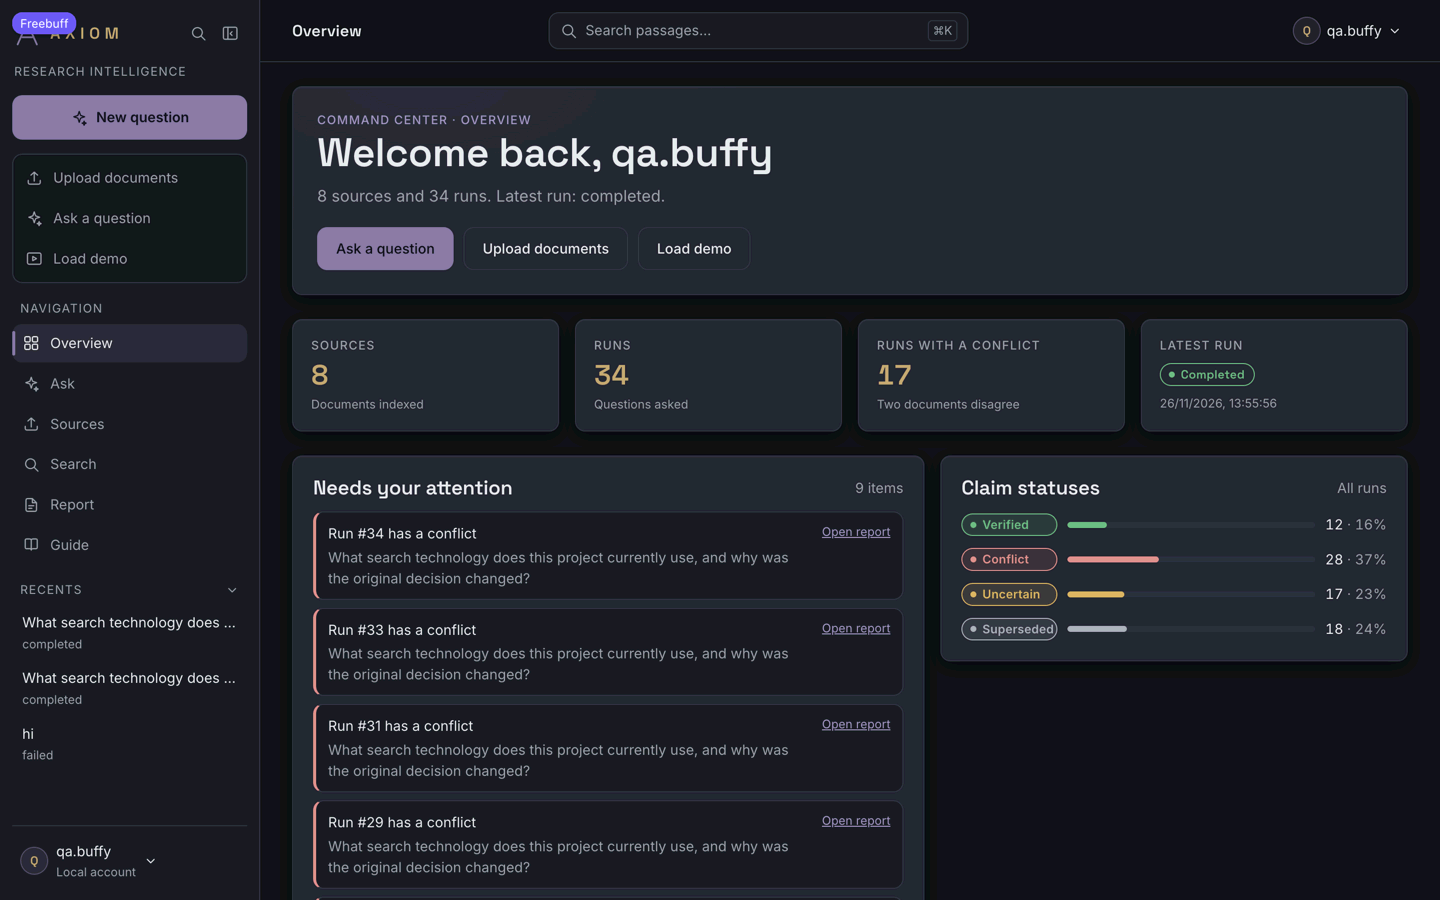 Freebuff
AXIOM
RESEARCH INTELLIGENCE
New question
Upload documents
Ask a question
Load demo
NAVIGATION
Overview
Ask
Sources
Search
Report
Guide
RECENTS
What search technology does ...
completed
What search technology does ...
completed
hi
failed
Q
qa.buffy
Local account
Overview
Search passages...
⌘K
Q
qa.buffy
COMMAND CENTER · OVERVIEW
Welcome back, qa.buffy
8 sources and 34 runs. Latest run: completed.
Ask a question
Upload documents
Load demo
SOURCES
8
Documents indexed
RUNS
34
Questions asked
RUNS WITH A CONFLICT
17
Two documents disagree
LATEST RUN
Completed
26/11/2026, 13:55:56
Needs your attention
9 items
Run #34 has a conflict
Open report
What search technology does this project currently use, and why was
the original decision changed?
Run #33 has a conflict
Open report
What search technology does this project currently use, and why was
the original decision changed?
Run #31 has a conflict
Open report
What search technology does this project currently use, and why was
the original decision changed?
Run #29 has a conflict
Open report
What search technology does this project currently use, and why was
the original decision changed?
Claim statuses
All runs
Verified
12 · 16%
Conflict
28 · 37%
Uncertain
17 · 23%
Superseded
18 · 24%